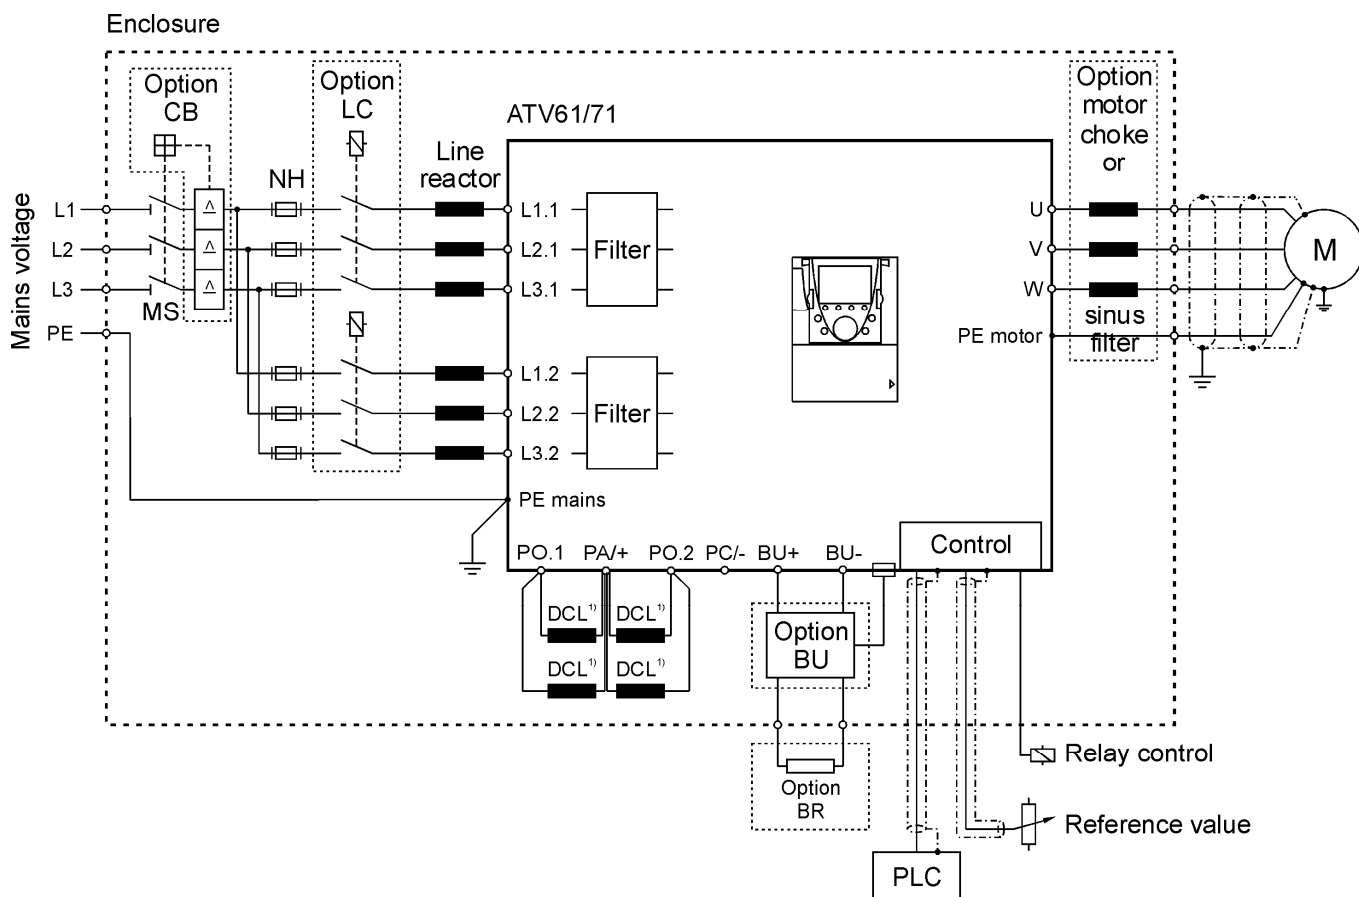 Enclosure
Option
CB
Option
LC
ATV61/71
Option
motor
choke
or
NH
Line
reactor
Mains voltage
L1
L2
L3
PE
MS
L1.1
L2.1
L3.1
Filter
U
V
W
PE motor
sinus
filter
M
L1.2
L2.2
L3.2
Filter
PE mains
PO.1
PA/+
PO.2
PC/-
BU+
BU-
Control
DCL1)
DCL1)
DCL1)
DCL1)
Option
BU
Option
BR
Relay control
Reference value
PLC